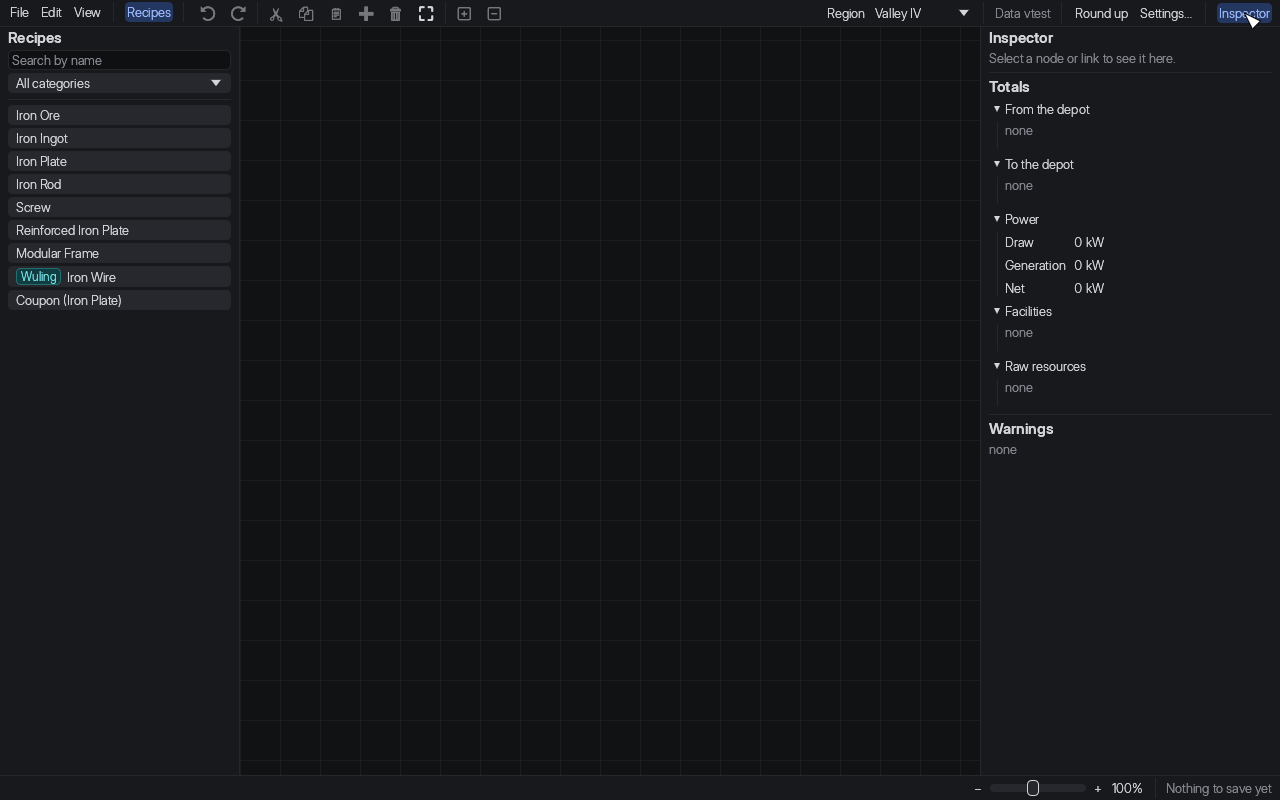 File Edit View Recipes Region Valley IV Data vtest Round up Settings... Inspector
Recipes
Search by name
All categories
Iron Ore
Iron Ingot
Iron Plate
Iron Rod
Screw
Reinforced Iron Plate
Modular Frame
Wuling Iron Wire
Coupon (Iron Plate)
Inspector
Select a node or link to see it here.
Totals
From the depot
none
To the depot
none
Power
Draw 0 kW
Generation 0 kW
Net 0 kW
Facilities
none
Raw resources
none
Warnings
none
− + 100% Nothing to save yet